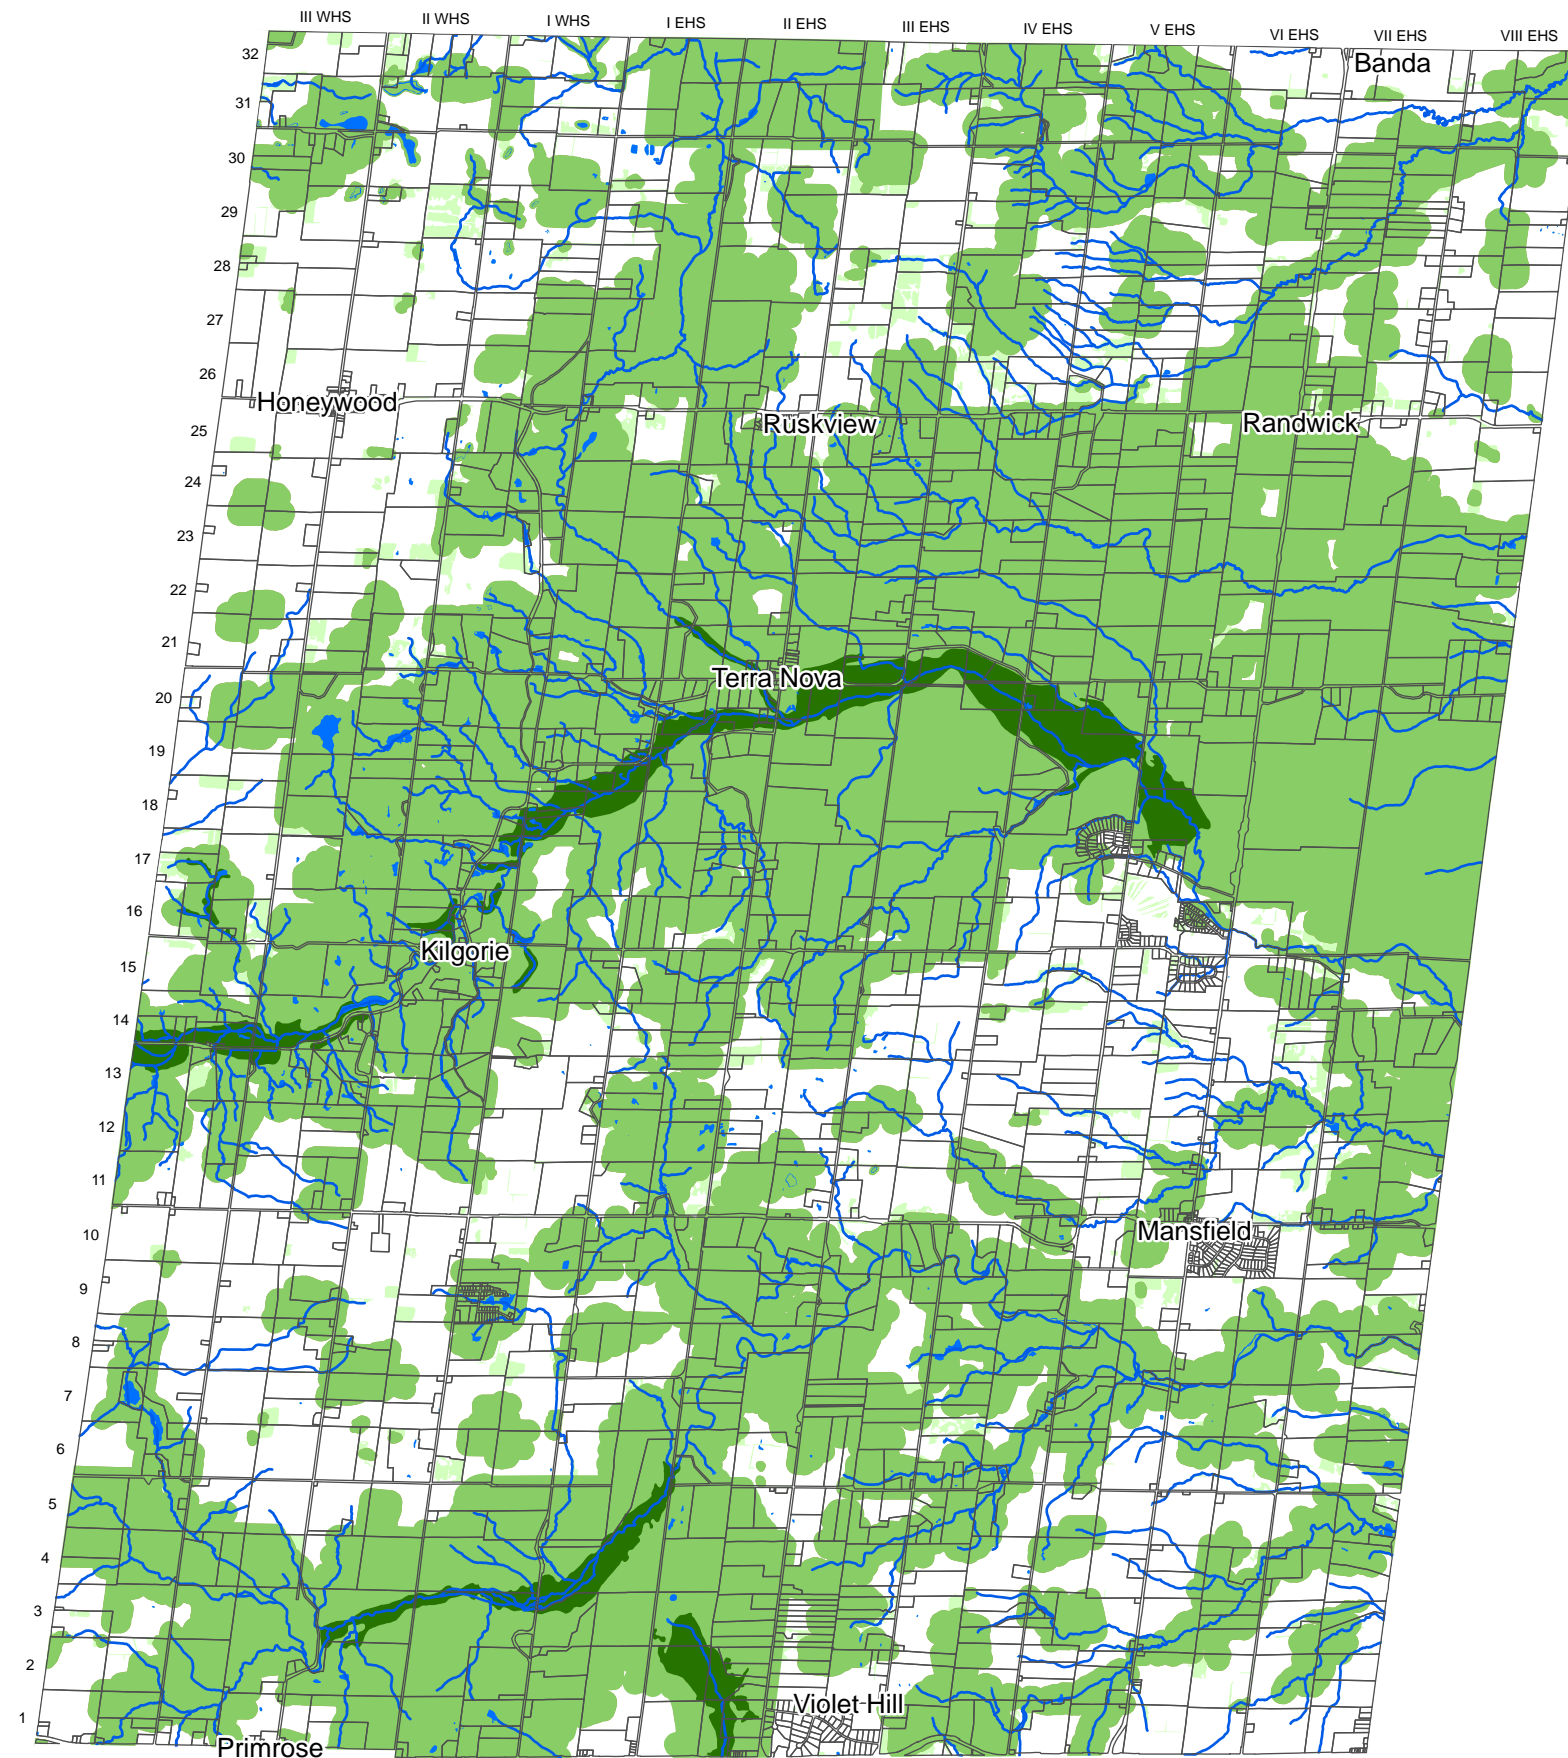 III WHS
II WHS
I WHS
I EHS
II EHS
III EHS
IV EHS
V EHS
VI EHS
VII EHS
VIII EHS
32
Banda
31
30
29
28
27
26
Honeywood
Ruskview
Randwick
25
24
23
22
21
Terra Nova
20
19
18
17
16
Kilgorie
15
14
13
12
11
10
Mansfield
9
8
7
6
5
4
3
2
Violet Hill
1
Primrose